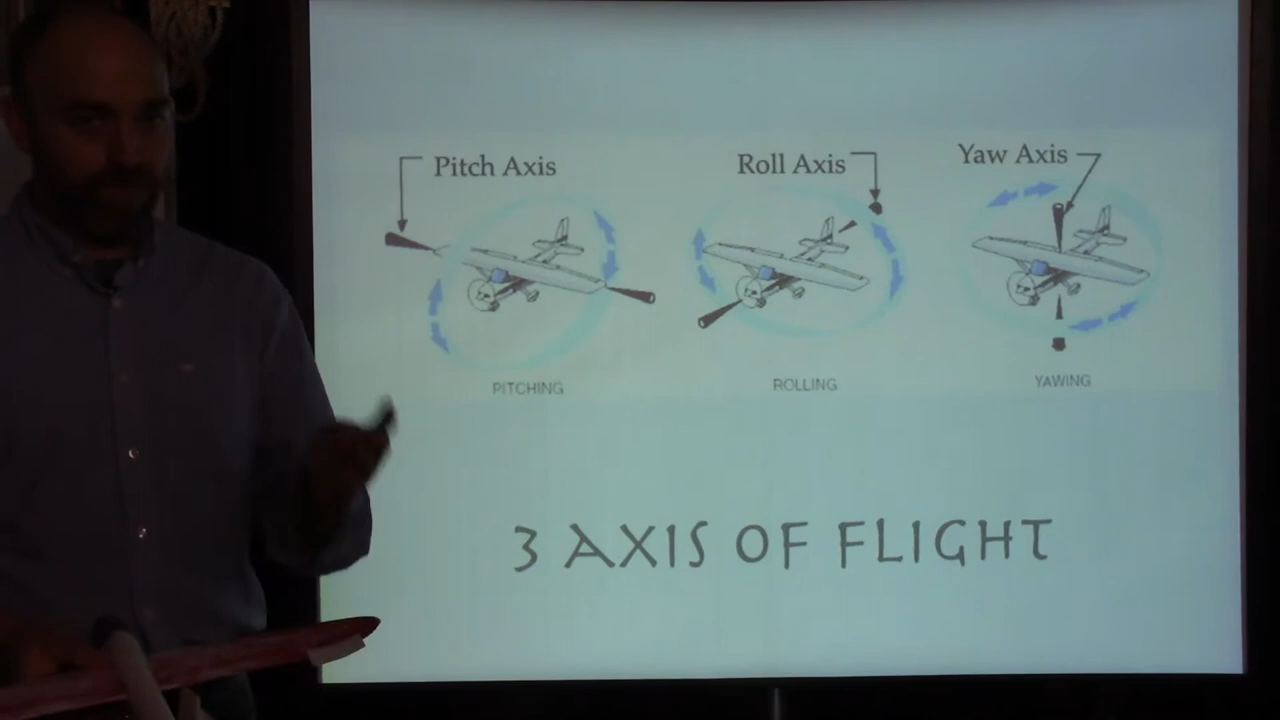 Pitch Axis
Roll Axis
Yaw Axis
PITCHING
ROLLING
YAWING
3 AXIS OF FLIGHT